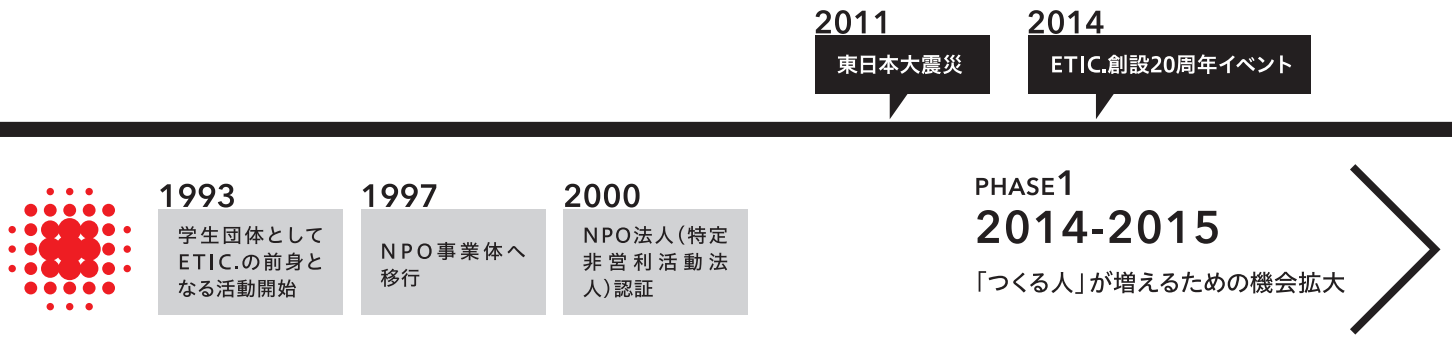 2011
東日本大震災
2014
ETIC.創設20周年イベント
1993
学生団体として
ETIC.の前身と
なる活動開始
1997
NPO事業体へ
移行
2000
NPO法人(特定
非営利活動法
人)認証
PHASE1
2014-2015
「つくる人」が増えるための機会拡大